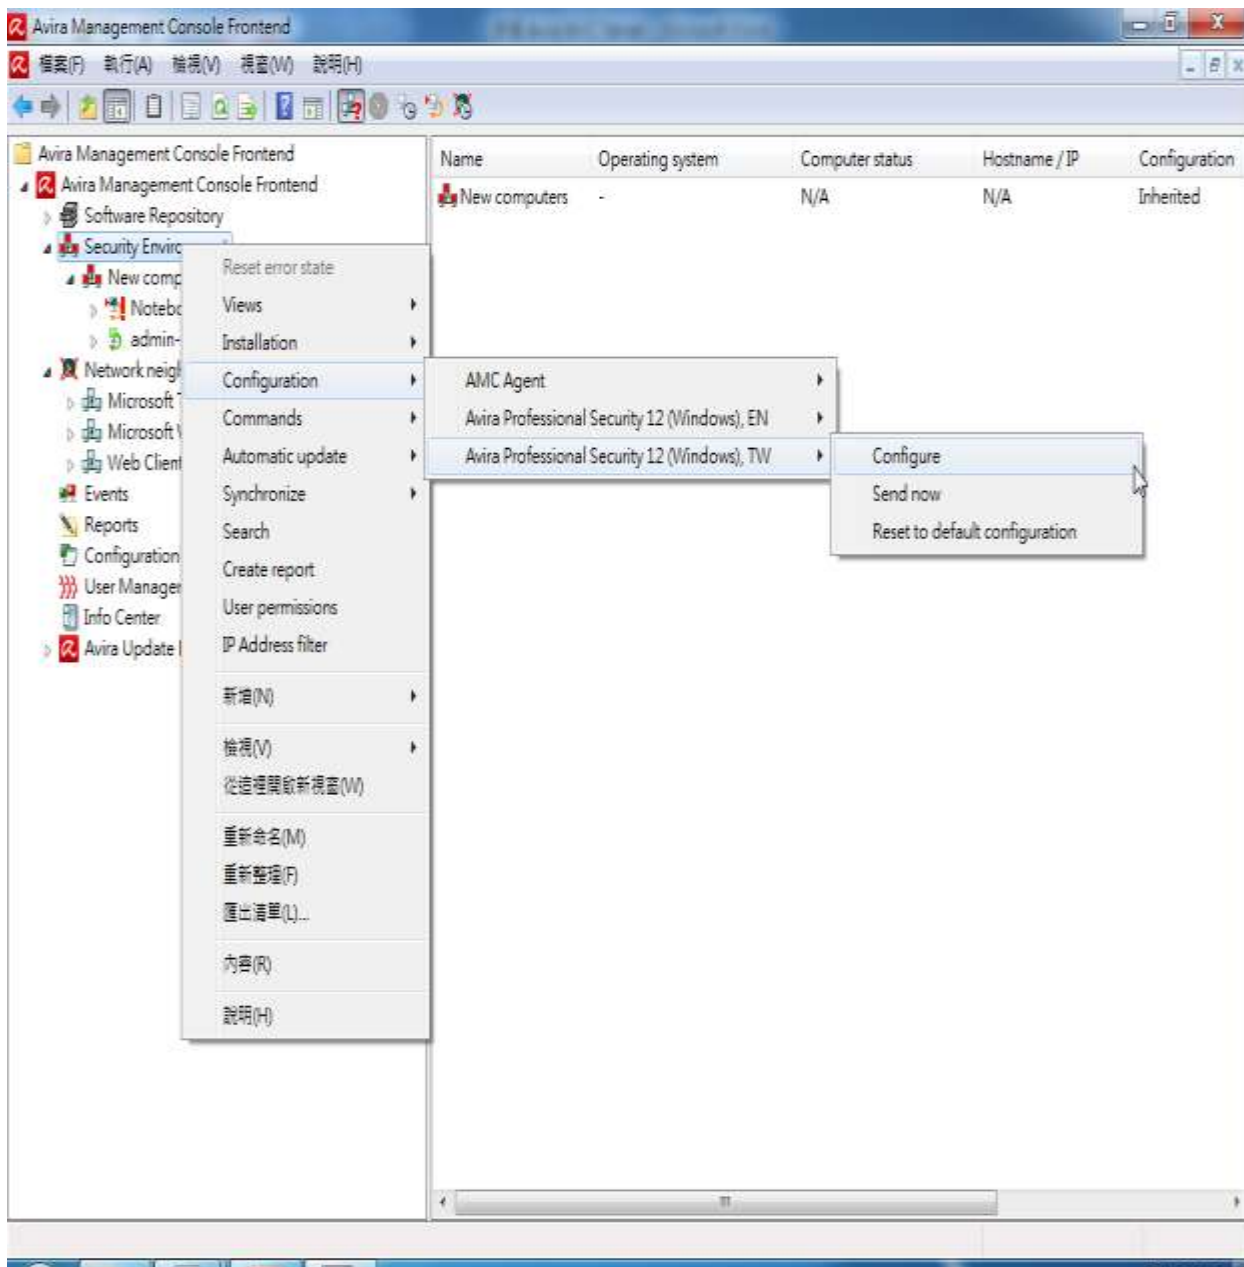 Avira Management Console Frontend
檔案(F) 執行(A) 檢視(V) 視窗(W) 說明(H)
Avira Management Console Frontend
Avira Management Console Frontend
Software Repository
Security Enviro
New comp
Notebo
admin-
Network neigh
Microsoft T
Microsoft
Web Client
Events
Reports
Configuration
User Manager
Info Center
Avira Update
Name Operating system Computer status Hostname / IP Configuration
New computers - N/A N/A Inherited
Reset error state
Views
Installation
Configuration
Commands
Automatic update
Synchronize
Search
Create report
User permissions
IP Address filter
新增(N)
檢視(V)
從這裡開啟新視窗(W)
重新命名(M)
重新整理(F)
匯出清單(L)...
內容(R)
說明(H)
AMC Agent
Avira Professional Security 12 (Windows), EN
Avira Professional Security 12 (Windows), TW
Configure
Send now
Reset to default configuration